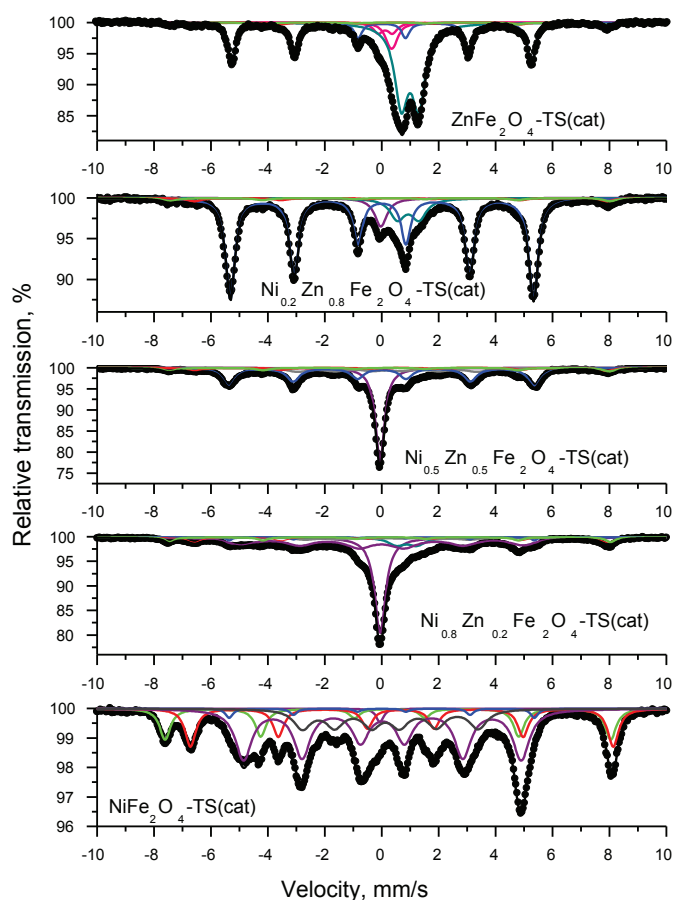 Relative transmission, %
100
95
90
85
-10 -8 -6 -4 -2 0 2 4 6 8 10
ZnFe2O4-TS(cat)
100
95
90
-10 -8 -6 -4 -2 0 2 4 6 8 10
Ni0.2Zn0.8Fe2O4-TS(cat)
100
95
90
85
80
75
-10 -8 -6 -4 -2 0 2 4 6 8 10
Ni0.5Zn0.5Fe2O4-TS(cat)
100
95
90
85
80
-10 -8 -6 -4 -2 0 2 4 6 8 10
Ni0.8Zn0.2Fe2O4-TS(cat)
100
99
98
97
96
NiFe2O4-TS(cat)
-10 -8 -6 -4 -2 0 2 4 6 8 10
Velocity, mm/s